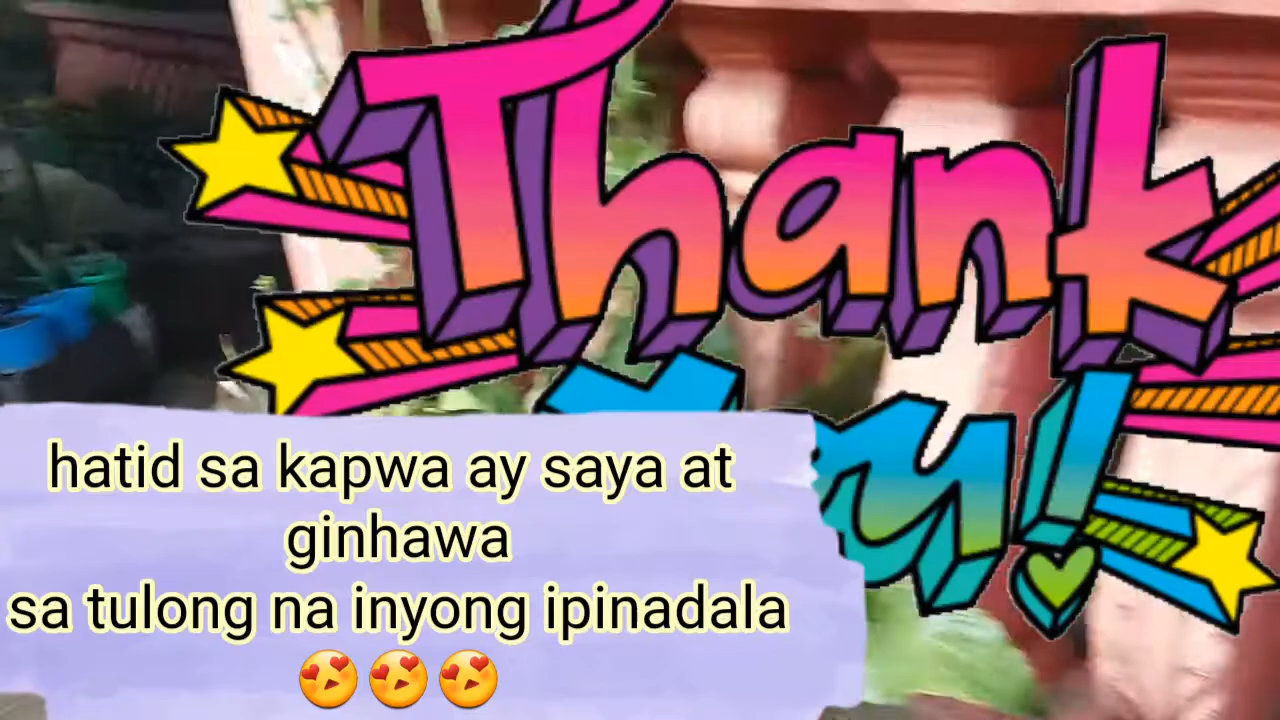 Thank
hatid sa kapwa ay saya at
ginhawa
sa tulong na inyong ipinadala
😍😍😍